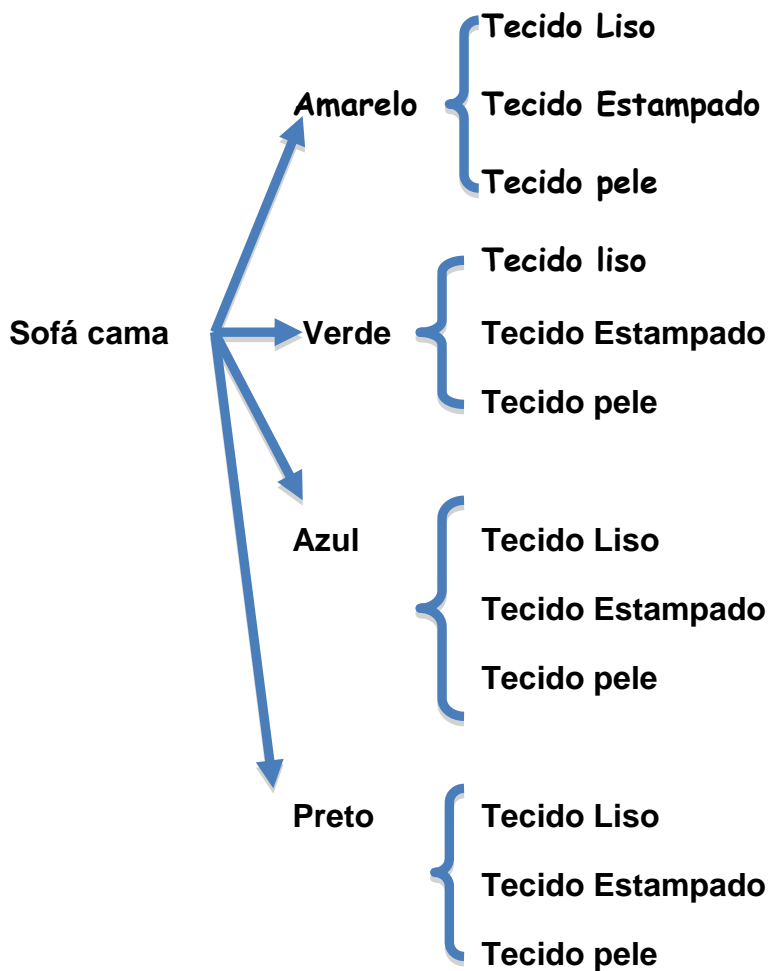 Tecido Liso
Amarelo Tecido Estampado
Tecido pele
Tecido liso
Sofá cama Verde Tecido Estampado
Tecido pele
Azul Tecido Liso
Tecido Estampado
Tecido pele
Preto Tecido Liso
Tecido Estampado
Tecido pele